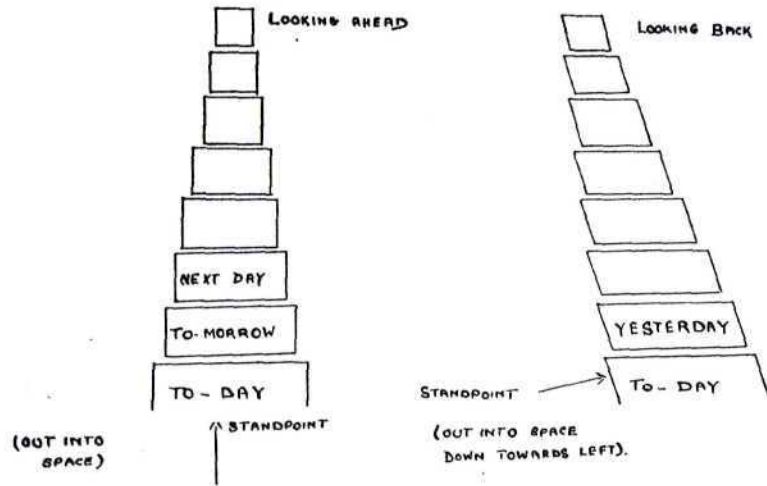 LOOKING AHEAD
NEXT DAY
TO-MORROW
TO-DAY
STANDPOINT
(OUT INTO
SPACE)
LOOKING BACK
YESTERDAY
TO-DAY
STANDPOINT
(OUT INTO SPACE
DOWN TOWARDS LEFT).